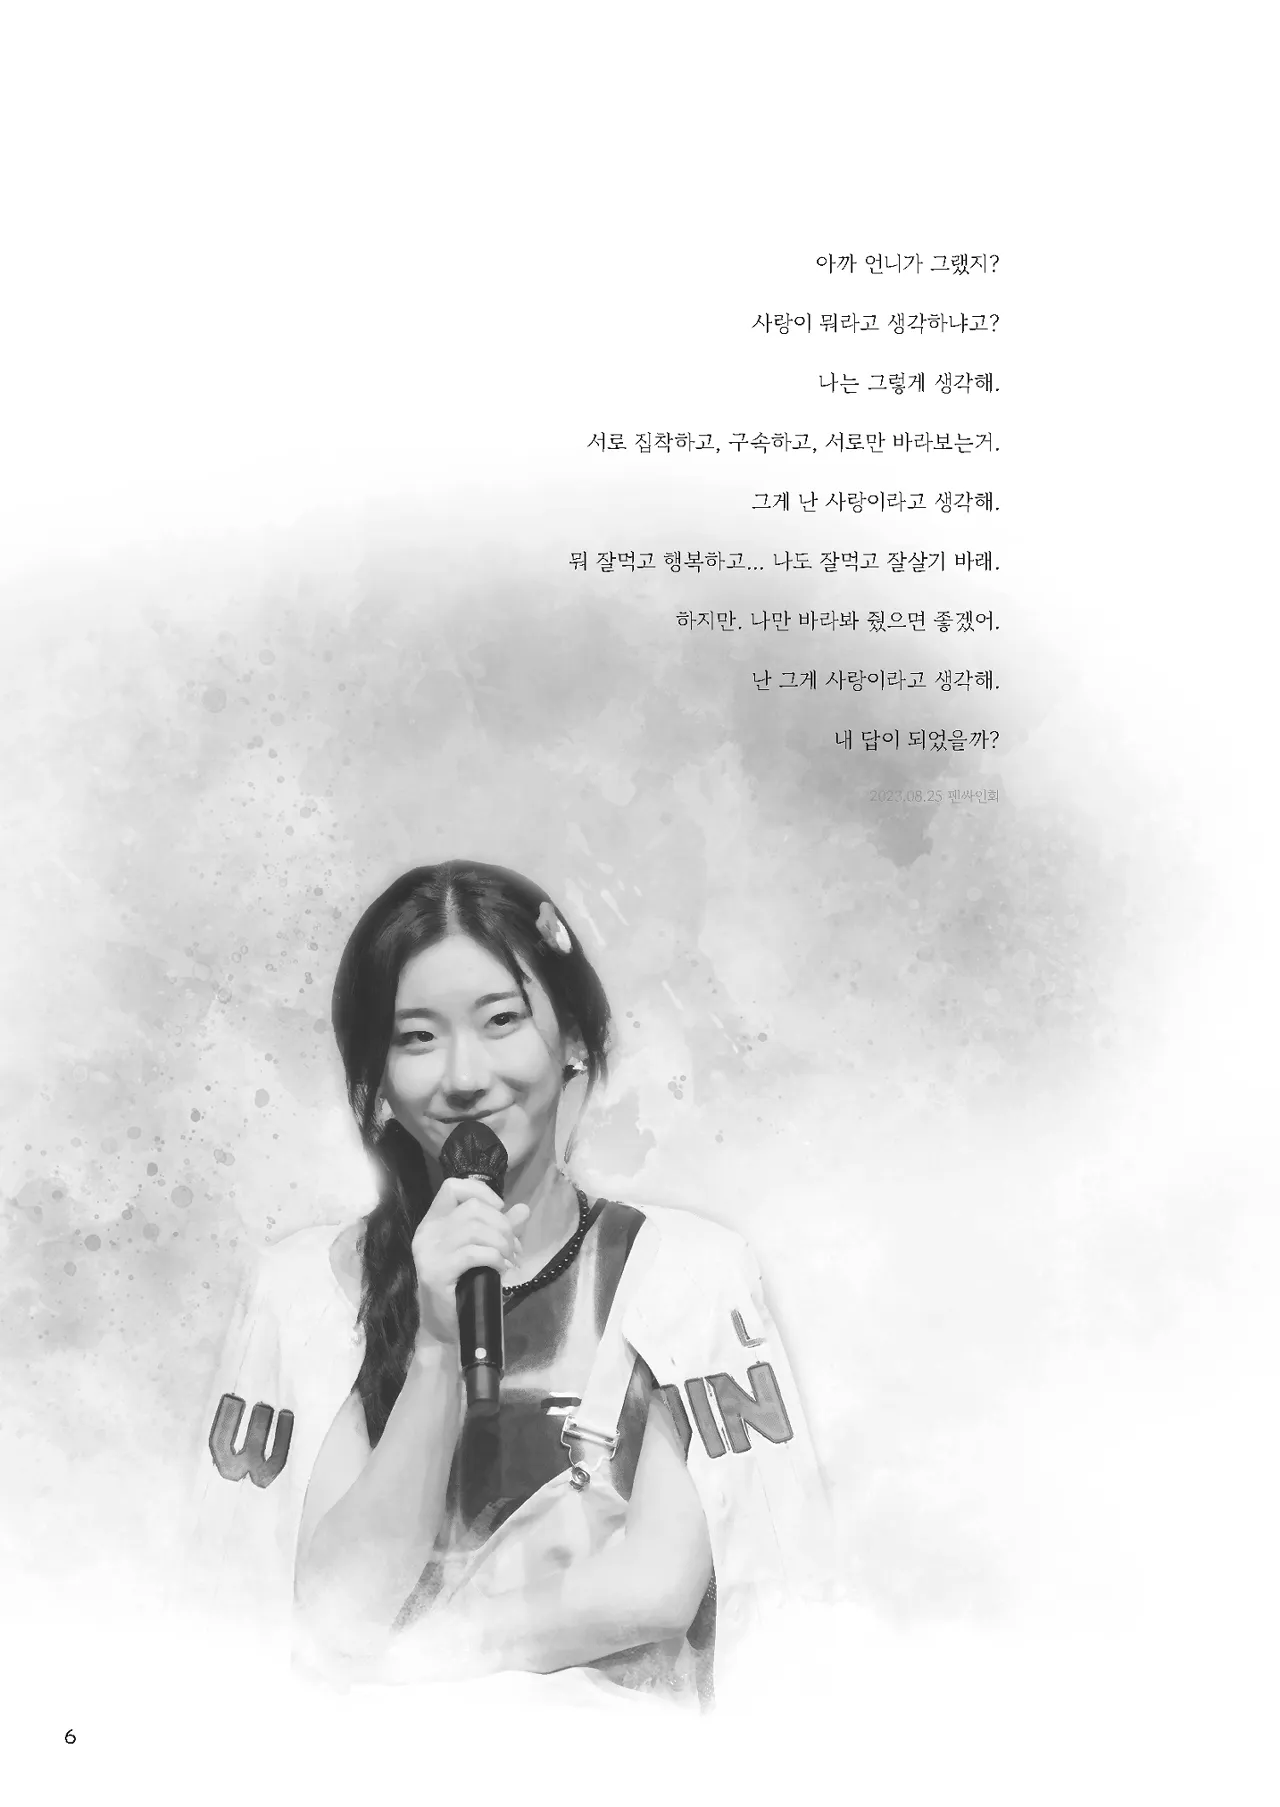 아까 언니가 그랬지?
사랑이 뭐라고 생각하냐고?
나는 그렇게 생각해.
서로 집착하고, 구속하고, 서로만 바라보는거.
그게 난 사랑이라고 생각해.
뭐 잘먹고 행복하고... 나도 잘먹고 잘살기 바래.
하지만. 나만 바라봐 줬으면 좋겠어.
난 그게 사랑이라고 생각해.
내 답이 되었을까?
2023.08.25 팬싸인회
L
W
WIN
6